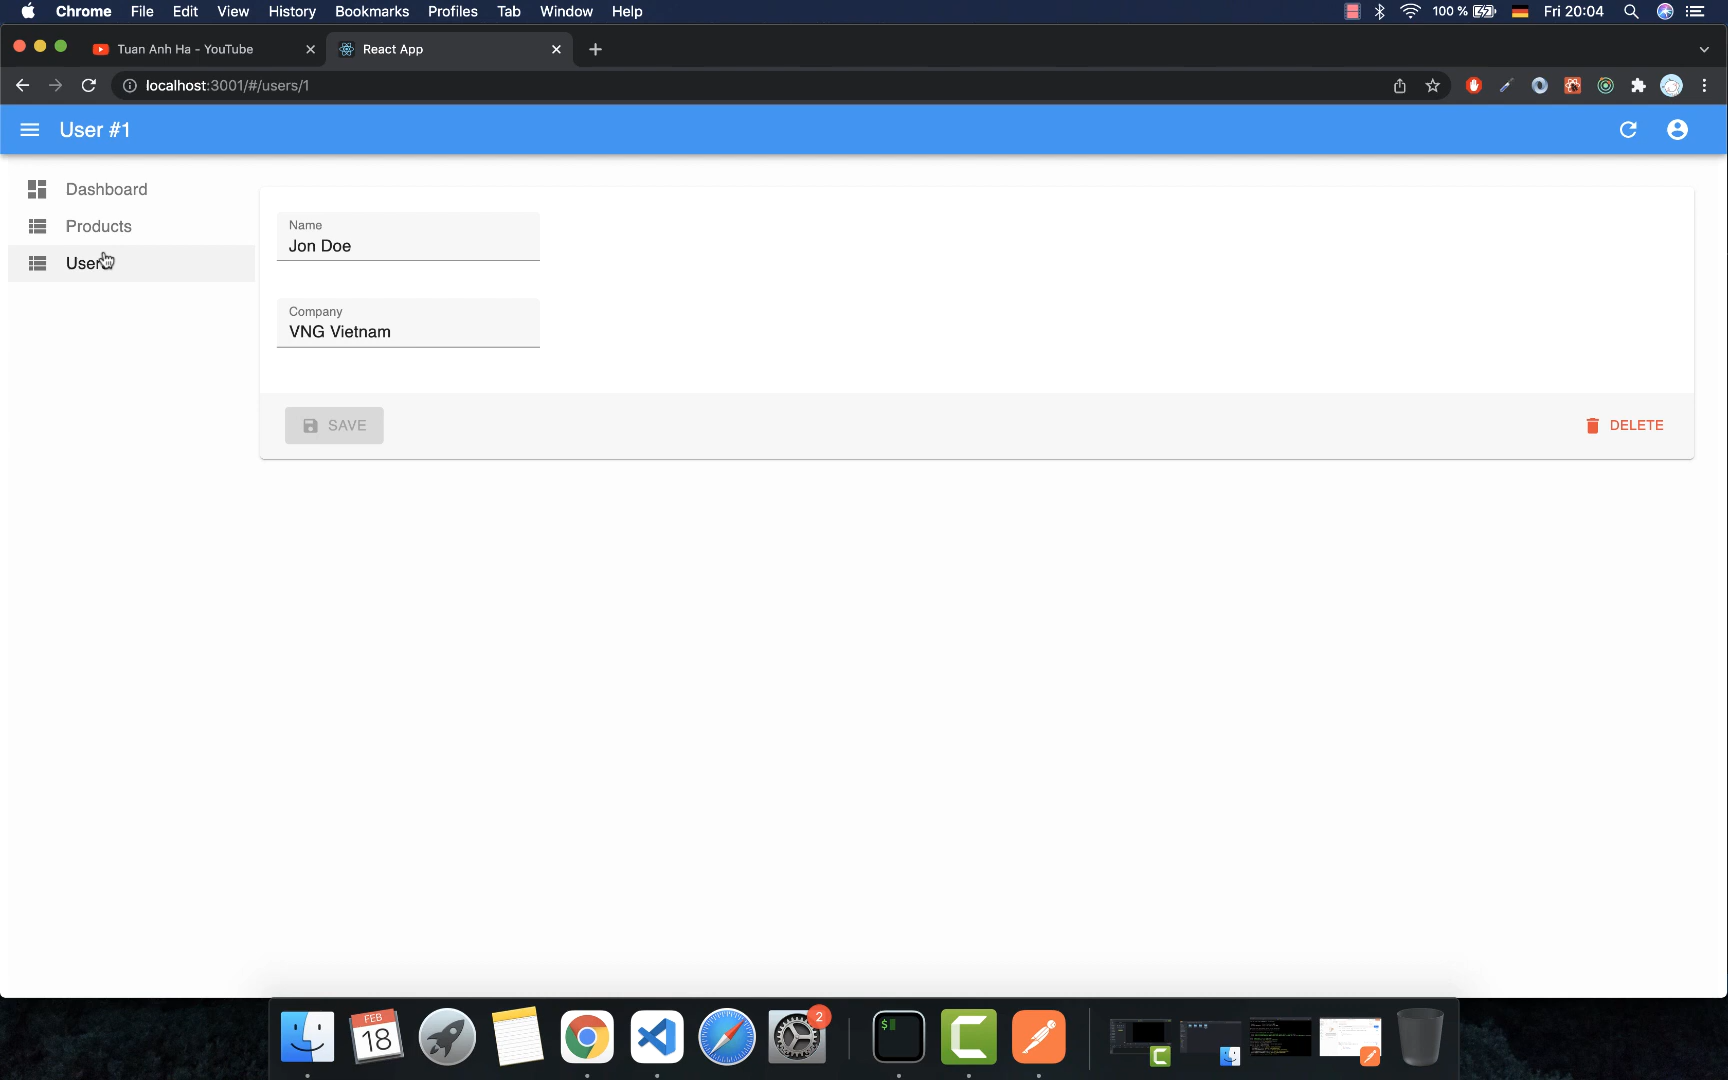 Chrome File Edit View History Bookmarks Profiles Tab Window Help 100 % Fri 20:04
Tuan Anh Ha - YouTube React App
localhost:3001/#/users/1
User #1
Dashboard
Products
Users
Name
Jon Doe
Company
VNG Vietnam
SAVE DELETE
FEB
18
2
$